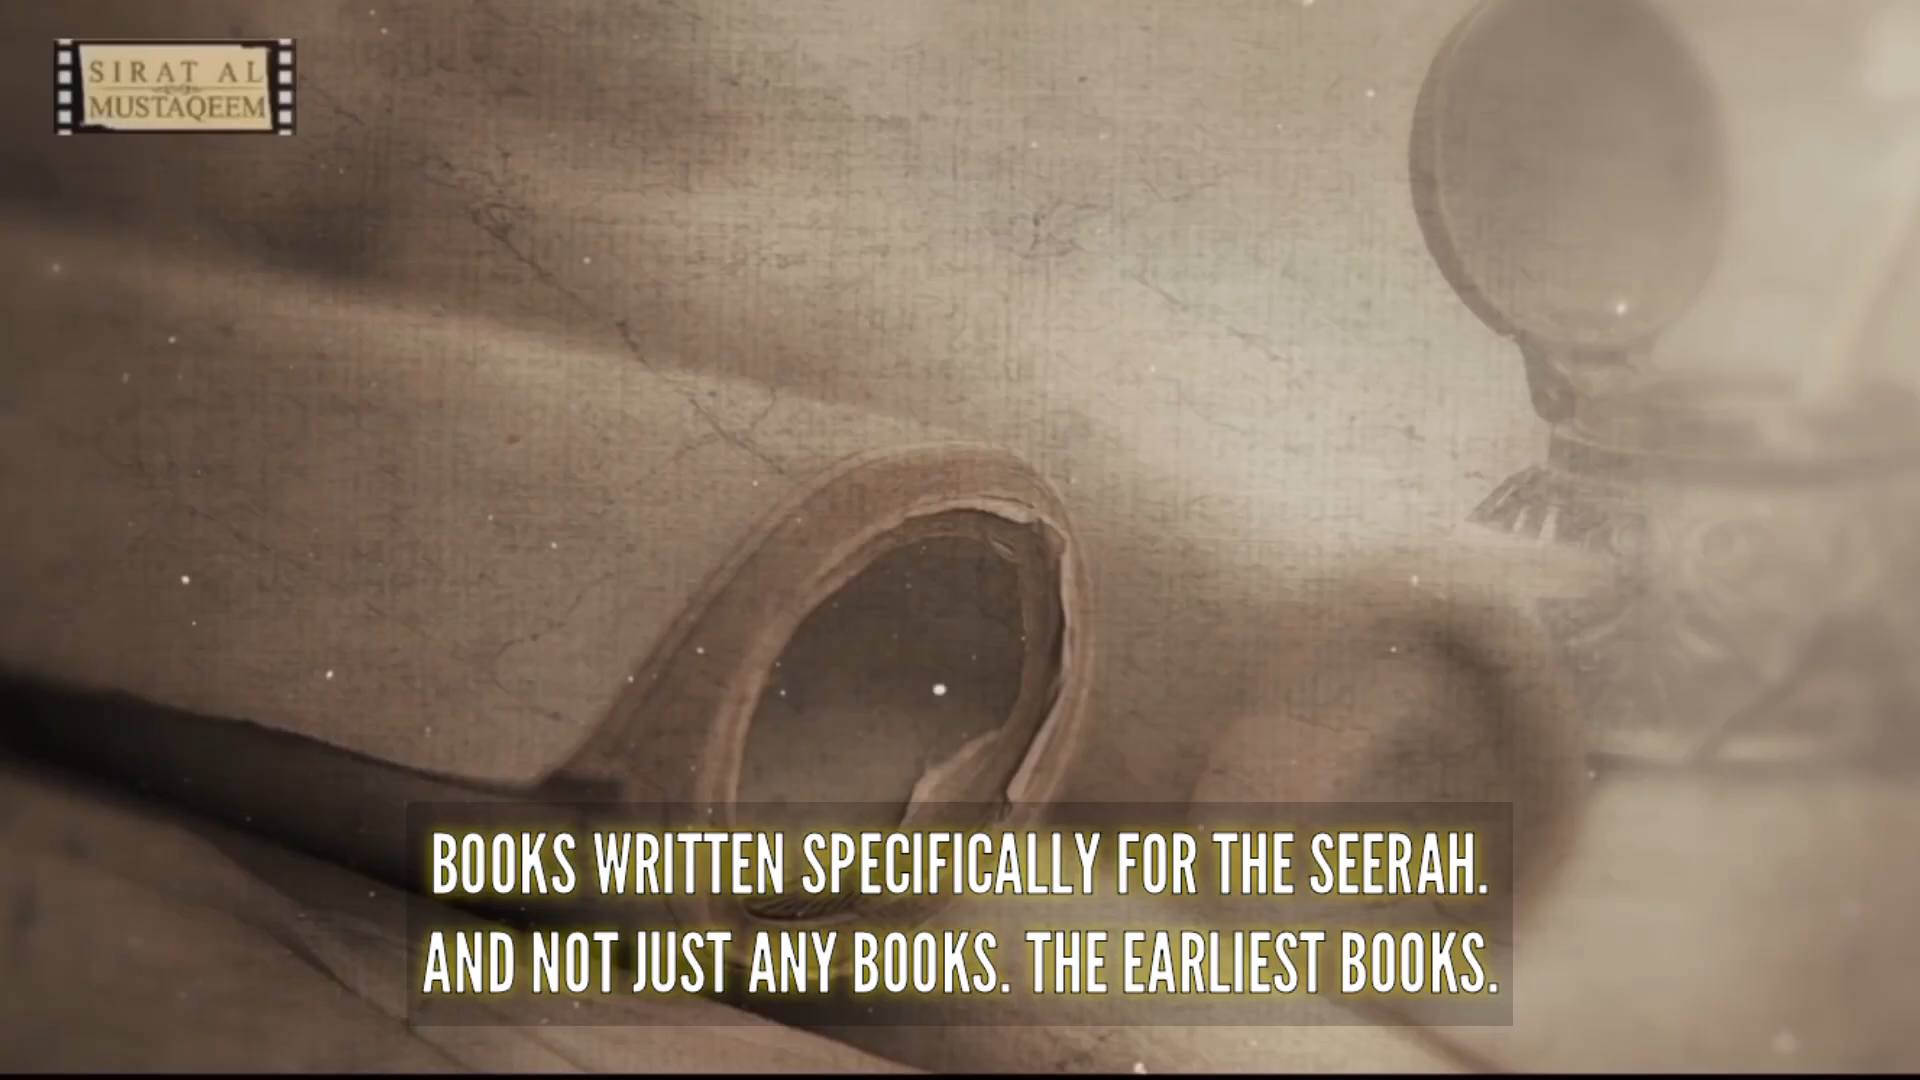 SIRAT AL
MUSTAQEEM
BOOKS WRITTEN SPECIFICALLY FOR THE SEERAH.
AND NOT JUST ANY BOOKS. THE EARLIEST BOOKS.